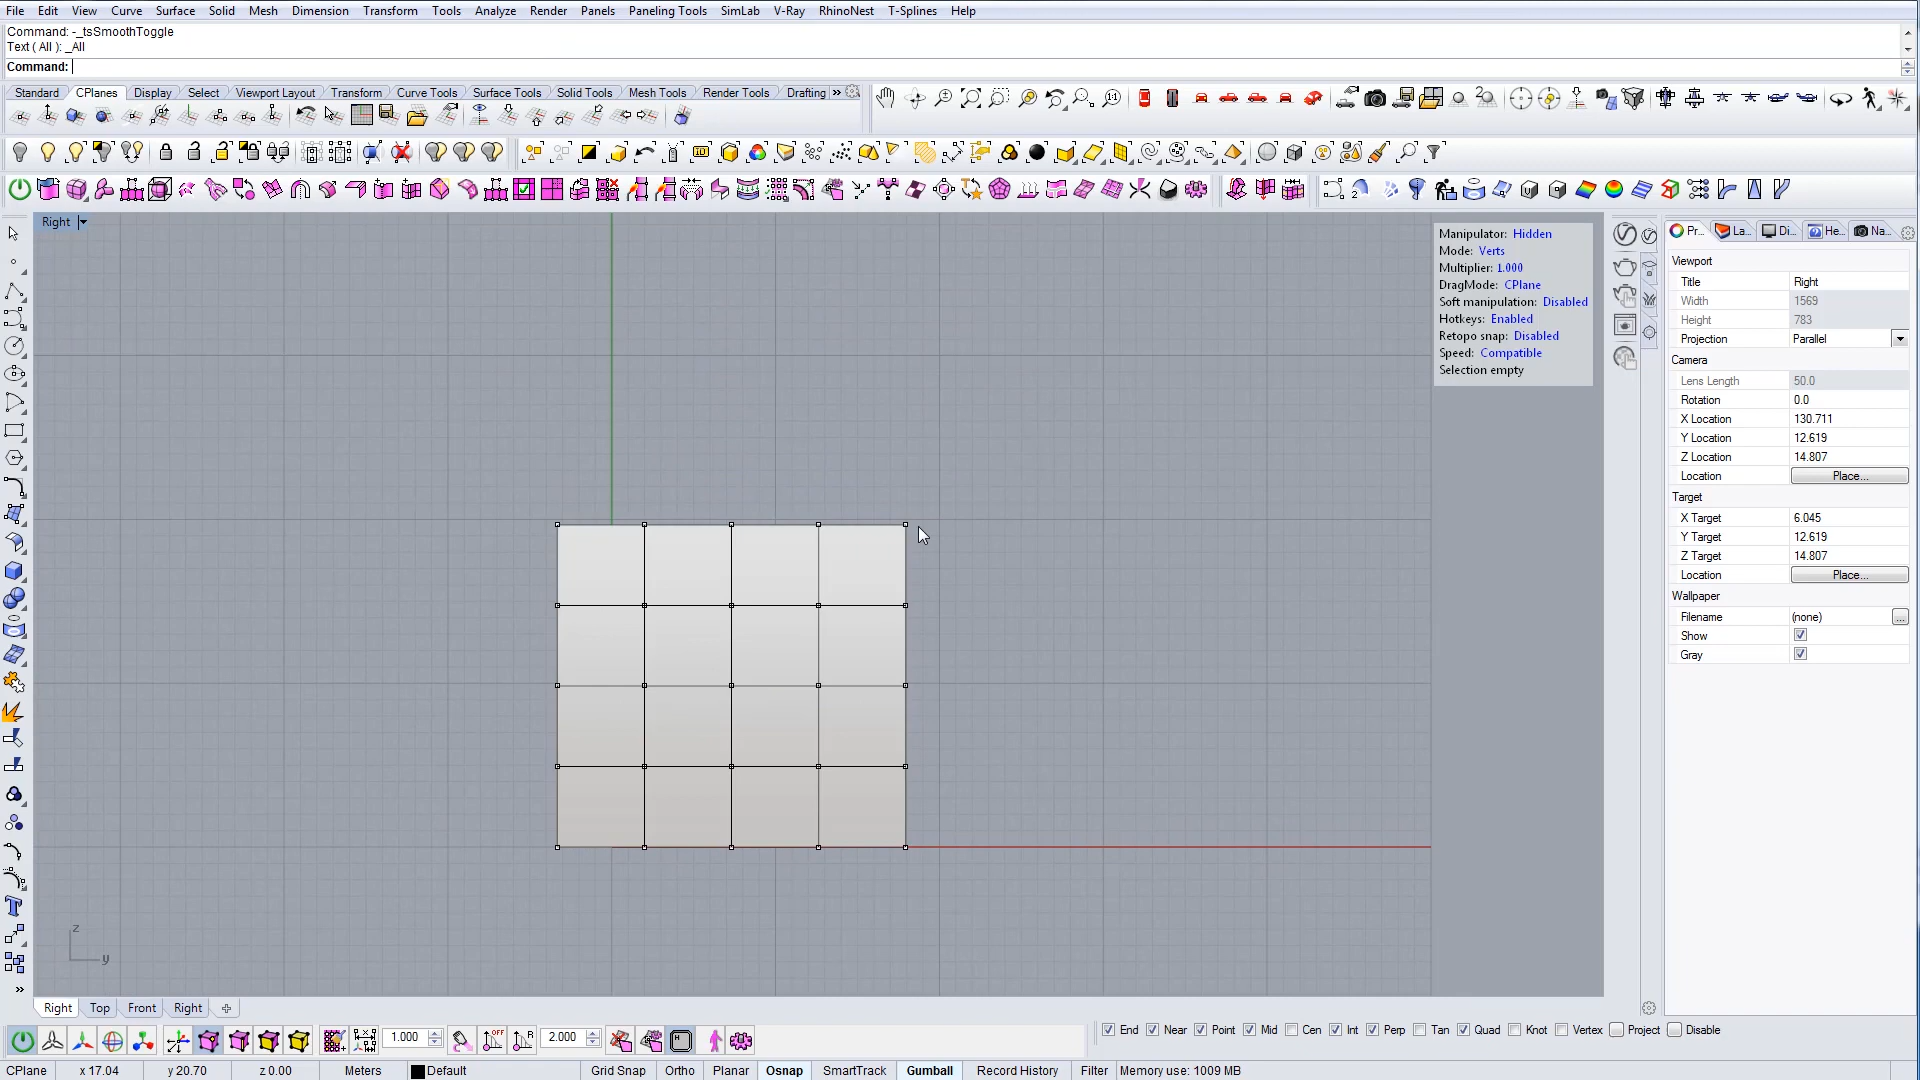 File Edit View Curve Surface Solid Mesh Dimension Transform Tools Analyze Render Panels Paneling Tools SimLab V-Ray RhinoNest T-Splines Help
Command: -_tsSmoothToggle
Text ( All ): _All
Command:
Standard CPlanes Display Select Viewport Layout Transform Curve Tools Surface Tools Solid Tools Mesh Tools Render Tools Drafting »
Right
Manipulator: Hidden
Mode: Verts
Multiplier: 1.000
DragMode: CPlane
Soft manipulation: Disabled
Hotkeys: Enabled
Retopo snap: Disabled
Speed: Compatible
Selection empty
Pr... La... Di... He... Na...
Viewport
Title Right
Width 1569
Height 783
Projection Parallel
Camera
Lens Length 50.0
Rotation 0.0
X Location 130.711
Y Location 12.619
Z Location 14.807
Location Place...
Target
X Target 6.045
Y Target 12.619
Z Target 14.807
Location Place...
Wallpaper
Filename (none) ...
Show
Gray
z
y
»
Right Top Front Right
1.000 OFF R 2.000 H
End Near Point Mid Cen Int Perp Tan Quad Knot Vertex Project Disable
CPlane x 17.04 y 20.70 z 0.00 Meters Default Grid Snap Ortho Planar Osnap SmartTrack Gumball Record History Filter Memory use: 1009 MB